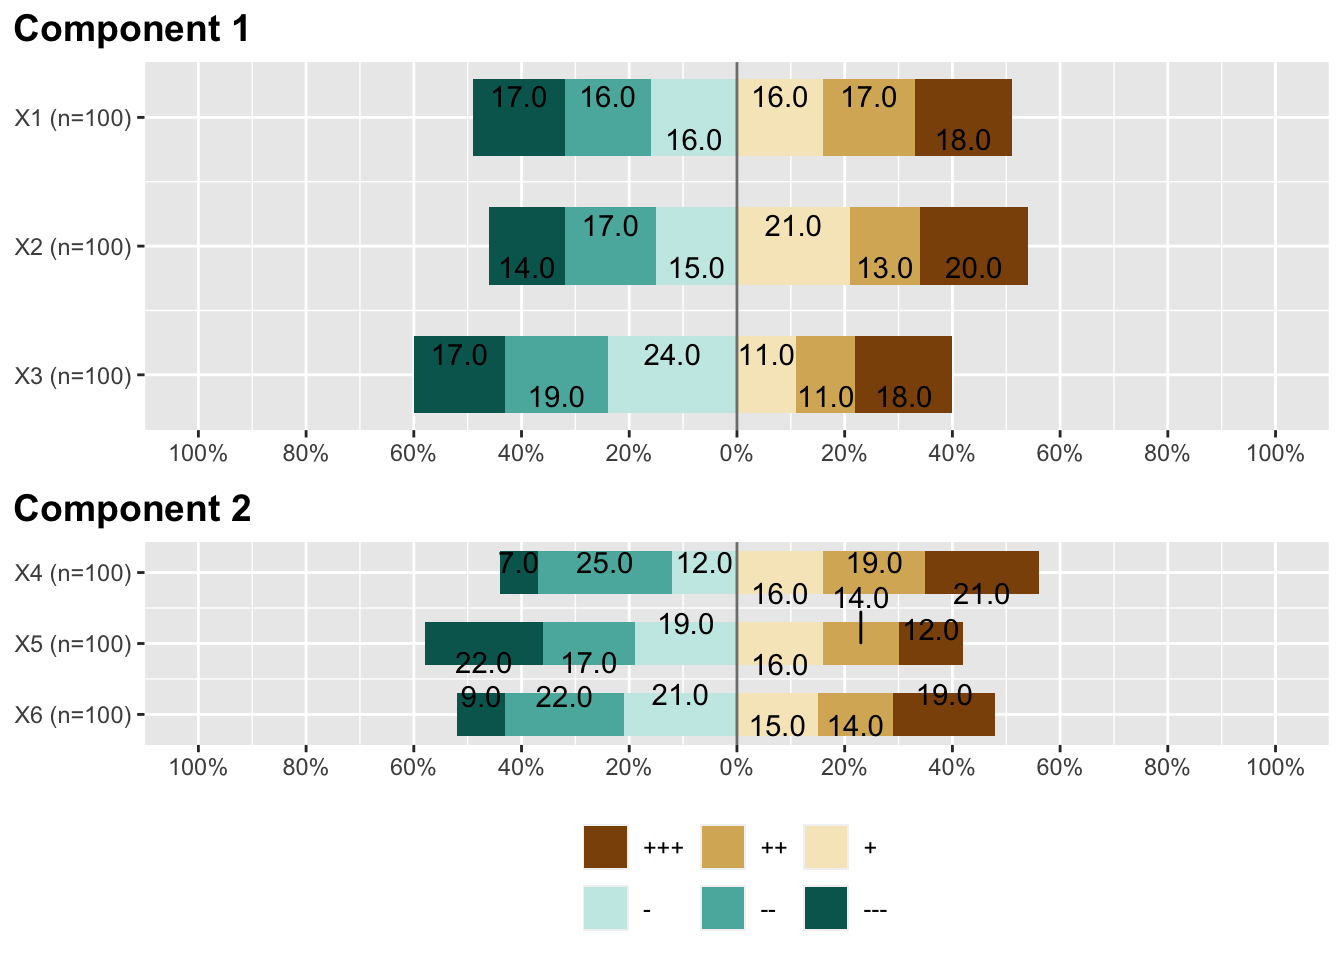 Component 1
17.0 16.0 16.0 17.0
X1 (n=100)
16.0 18.0
17.0 21.0
X2 (n=100)
14.0 15.0 13.0 20.0
17.0 24.0 11.0
X3 (n=100)
19.0 11.0 18.0
100% 80% 60% 40% 20% 0% 20% 40% 60% 80% 100%
Component 2
7.0 25.0 12.0 19.0
X4 (n=100)
16.0 14.0 21.0
19.0 12.0
X5 (n=100)
22.0 17.0 16.0
9.0 22.0 21.0 19.0
X6 (n=100)
15.0 14.0
100% 80% 60% 40% 20% 0% 20% 40% 60% 80% 100%
+++ ++ +
- -- ---